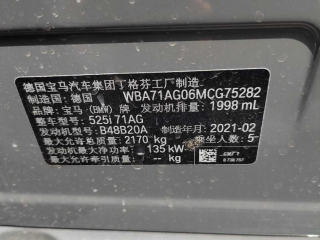 德国宝马汽车集团丁格芬工厂制造
制造国：德国 WBA71AG06MCG75282
品牌：宝马 (BMW) 牌 发动机排量：1998 mL
整车型号：525i 71AG
发动机型号：B48B20A 制造年月：2021-02
最大允许总质量：2170 kg 乘坐人数：5
发动机最大净功率：135 kW
最大允许牵引质量：-- kg